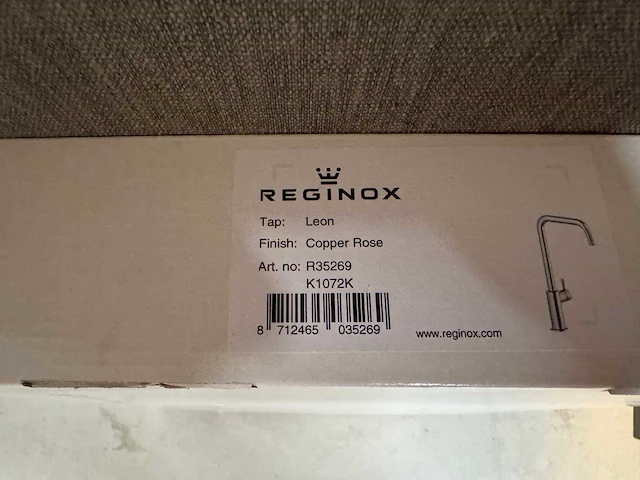 REGINOX
Tap: Leon
Finish: Copper Rose
Art. no: R35269
K1072K
8 712465 035269
www.reginox.com